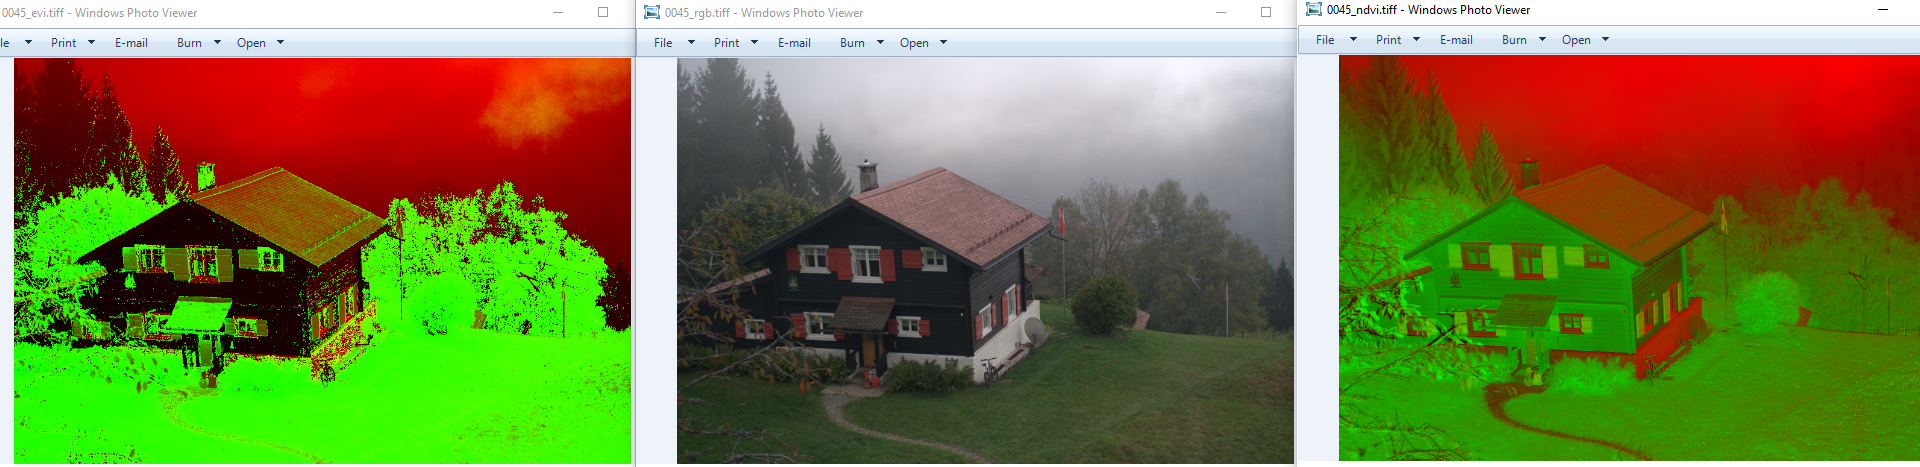 0045_evi.tiff - Windows Photo Viewer
le Print E-mail Burn Open
0045_rgb.tiff - Windows Photo Viewer
File Print E-mail Burn Open
0045_ndvi.tiff - Windows Photo Viewer
File Print E-mail Burn Open